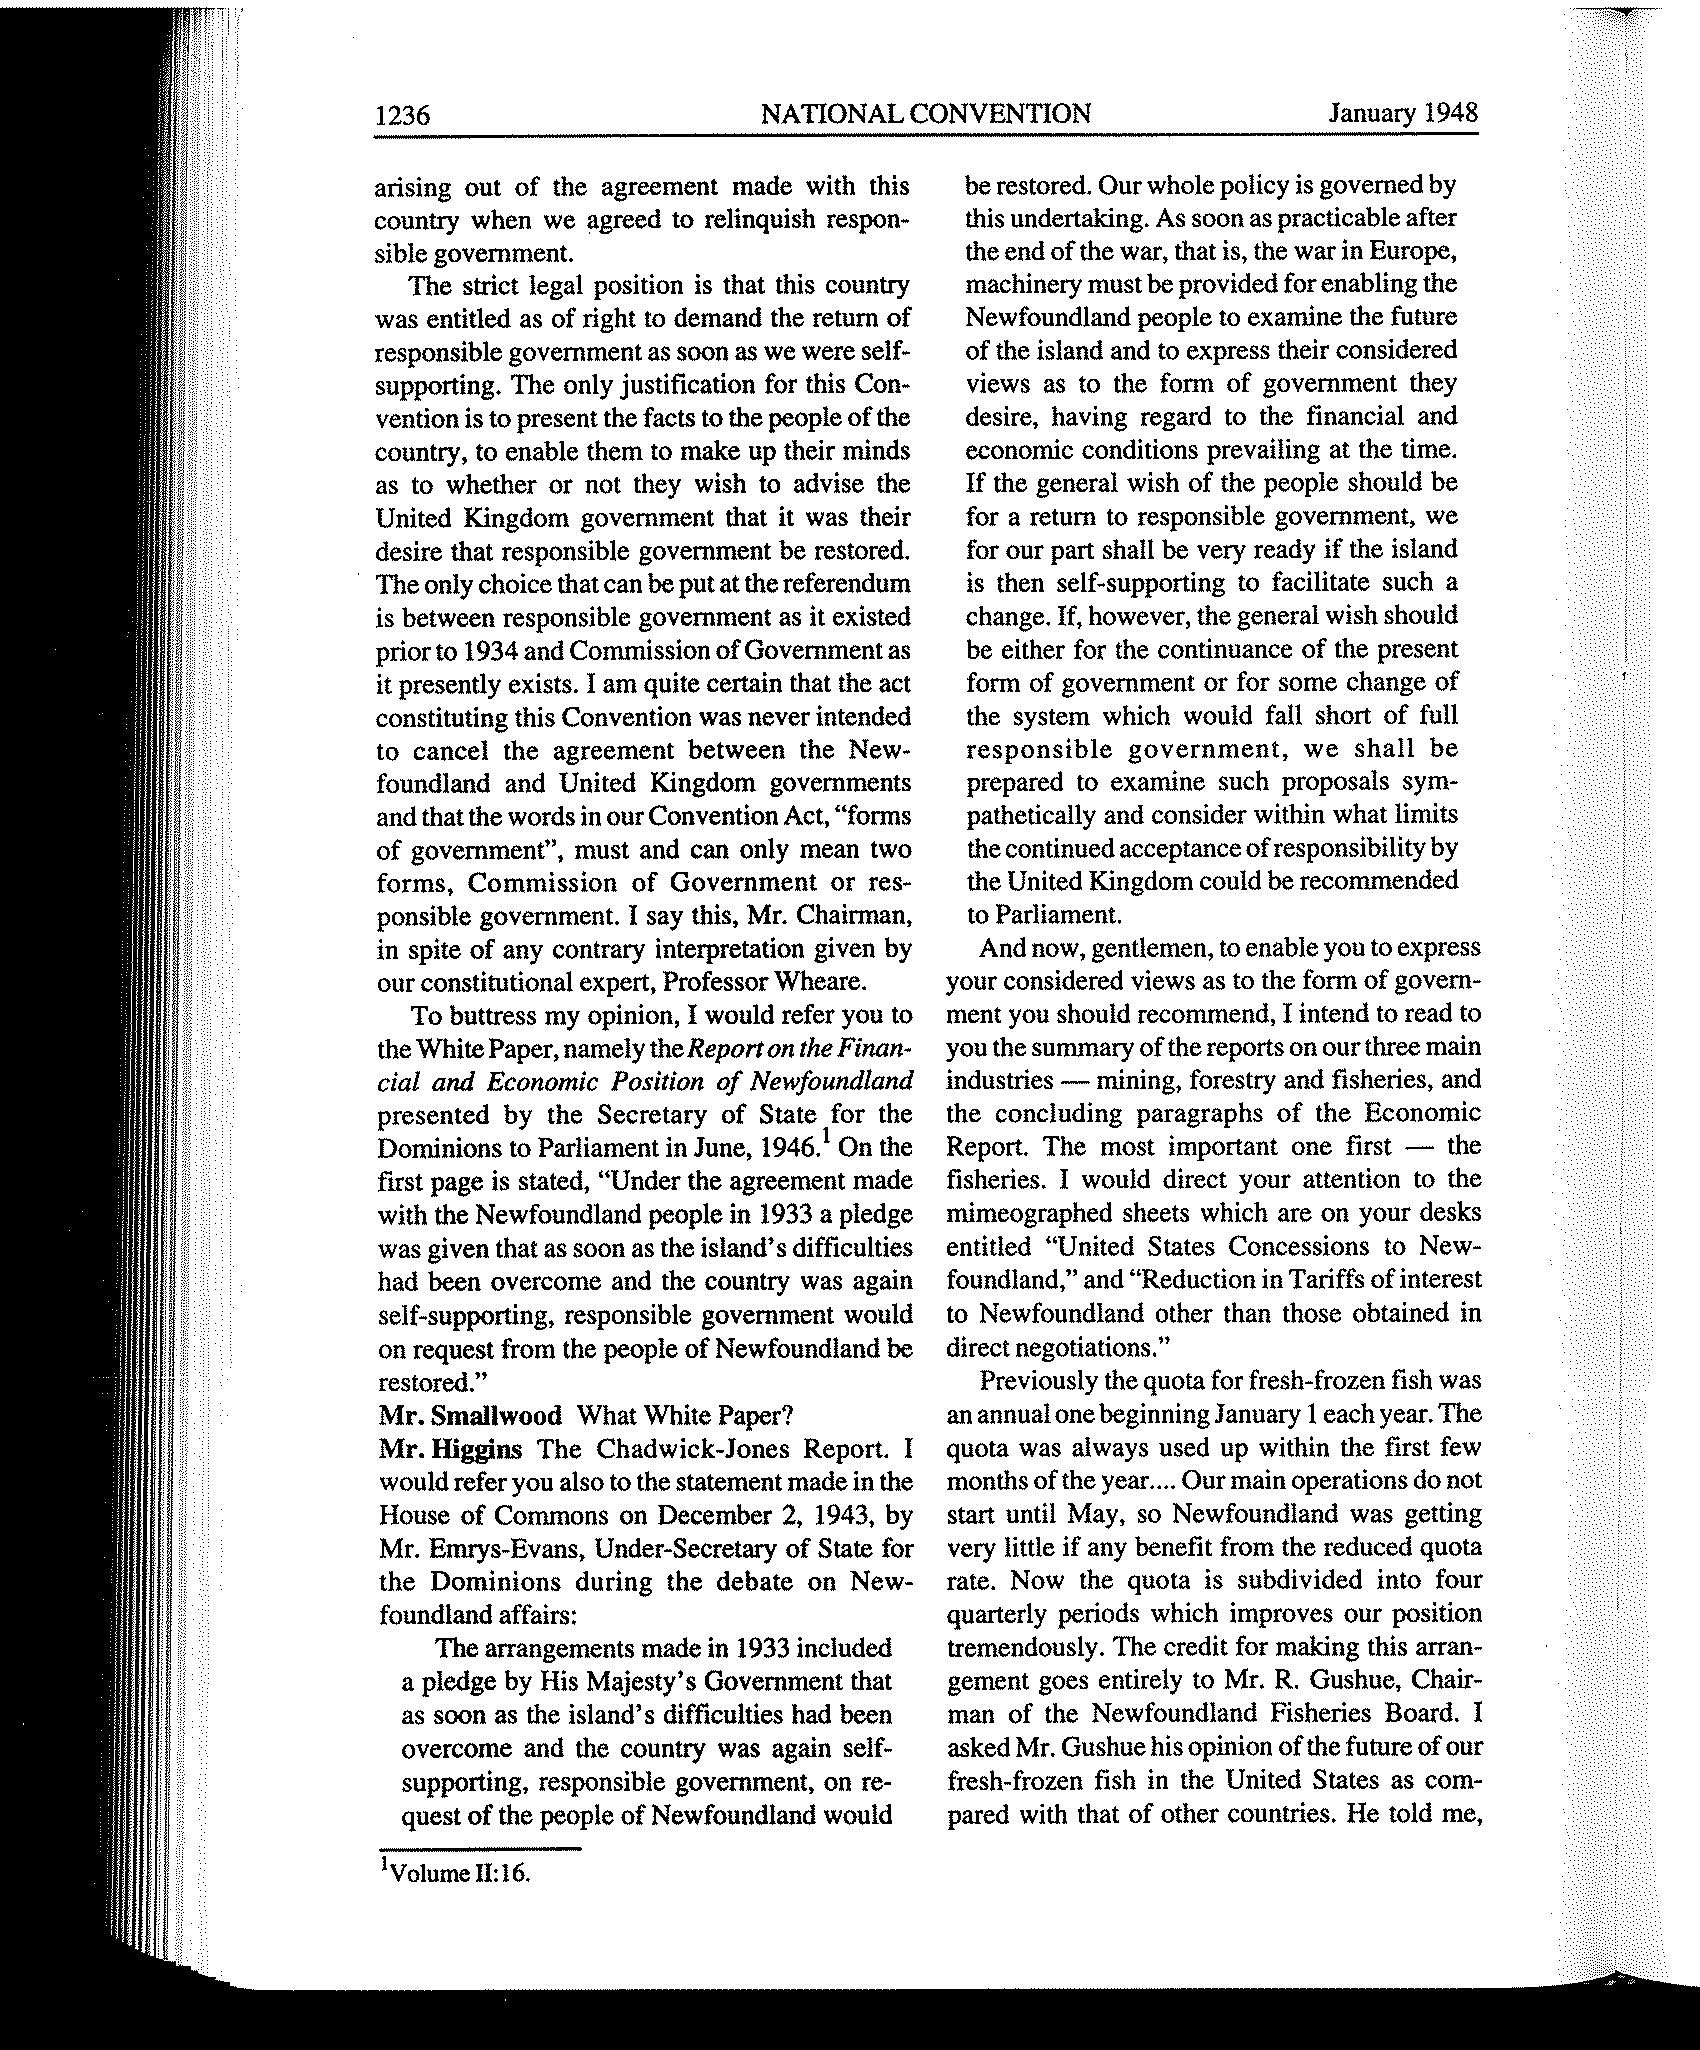 1236 NATIONAL CONVENTION January 1948
arising out of the agreement made with this
country when we agreed to relinquish respon-
sible government.
The strict legal position is that this country
was entitled as of right to demand the return of
responsible government as soon as we were self-
supporting. The only justification for this Con-
vention is to present the facts to the people of the
country, to enable them to make up their minds
as to whether or not they wish to advise the
United Kingdom government that it was their
desire that responsible government be restored.
The only choice that can be put at the referendum
is between responsible government as it existed
prior to 1934 and Commission of Government as
it presently exists. I am quite certain that the act
constituting this Convention was never intended
to cancel the agreement between the New-
foundland and United Kingdom governments
and that the words in our Convention Act, “forms
of government”, must and can only mean two
forms, Commission of Government or res-
ponsible government. I say this, Mr. Chairman,
in spite of any contrary interpretation given by
our constitutional expert, Professor Wheare.
To buttress my opinion, I would refer you to
the White Paper, namely the Report on the Finan-
cial and Economic Position of Newfoundland
presented by the Secretary of State for the
Dominions to Parliament in June, 1946.1 On the
first page is stated, “Under the agreement made
with the Newfoundland people in 1933 a pledge
was given that as soon as the island’s difficulties
had been overcome and the country was again
self-supporting, responsible government would
on request from the people of Newfoundland be
restored.”
Mr. Smallwood What White Paper?
Mr. Higgins The Chadwick-Jones Report. I
would refer you also to the statement made in the
House of Commons on December 2, 1943, by
Mr. Emrys-Evans, Under-Secretary of State for
the Dominions during the debate on New-
foundland affairs:
The arrangements made in 1933 included
a pledge by His Majesty’s Government that
as soon as the island’s difficulties had been
overcome and the country was again self-
supporting, responsible government, on re-
quest of the people of Newfoundland would
1Volume II:16.
be restored. Our whole policy is governed by
this undertaking. As soon as practicable after
the end of the war, that is, the war in Europe,
machinery must be provided for enabling the
Newfoundland people to examine the future
of the island and to express their considered
views as to the form of government they
desire, having regard to the financial and
economic conditions prevailing at the time.
If the general wish of the people should be
for a return to responsible government, we
for our part shall be very ready if the island
is then self-supporting to facilitate such a
change. If, however, the general wish should
be either for the continuance of the present
form of government or for some change of
the system which would fall short of full
responsible government, we shall be
prepared to examine such proposals sym-
pathetically and consider within what limits
the continued acceptance of responsibility by
the United Kingdom could be recommended
to Parliament.
And now, gentlemen, to enable you to express
your considered views as to the form of govern-
ment you should recommend, I intend to read to
you the summary of the reports on our three main
industries — mining, forestry and fisheries, and
the concluding paragraphs of the Economic
Report. The most important one first — the
fisheries. I would direct your attention to the
mimeographed sheets which are on your desks
entitled “United States Concessions to New-
foundland,” and “Reduction in Tariffs of interest
to Newfoundland other than those obtained in
direct negotiations.”
Previously the quota for fresh-frozen fish was
an annual one beginning January 1 each year. The
quota was always used up within the first few
months of the year.... Our main operations do not
start until May, so Newfoundland was getting
very little if any benefit from the reduced quota
rate. Now the quota is subdivided into four
quarterly periods which improves our position
tremendously. The credit for making this arran-
gement goes entirely to Mr. R. Gushue, Chair-
man of the Newfoundland Fisheries Board. I
asked Mr. Gushue his opinion of the future of our
fresh-frozen fish in the United States as com-
pared with that of other countries. He told me,